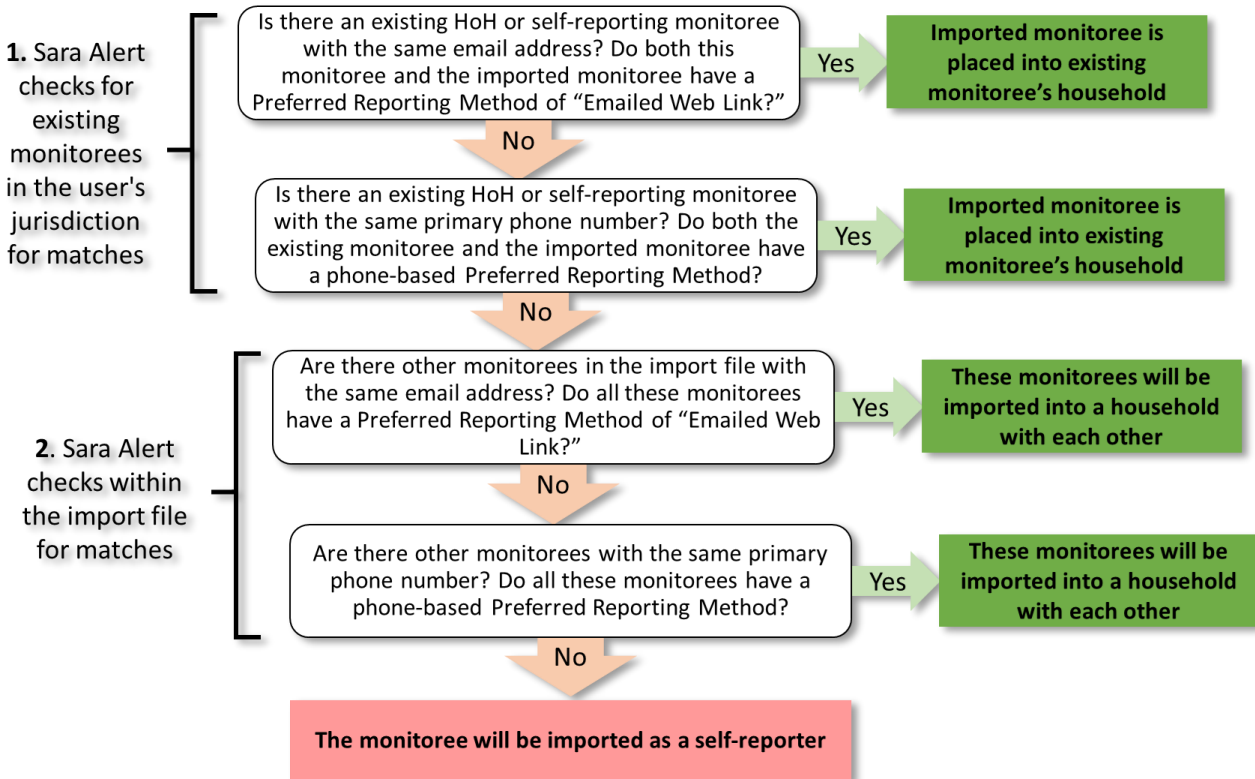 1. Sara Alert
checks for
existing
monitorees
in the user's
jurisdiction
for matches
Is there an existing HoH or self-reporting monitoree
with the same email address? Do both this
monitoree and the imported monitoree have a
Preferred Reporting Method of “Emailed Web Link?”
Yes
Imported monitoree is
placed into existing
monitoree’s household
No
Is there an existing HoH or self-reporting monitoree
with the same primary phone number? Do both the
existing monitoree and the imported monitoree have
a phone-based Preferred Reporting Method?
Yes
Imported monitoree is
placed into existing
monitoree’s household
No
2. Sara Alert
checks within
the import file
for matches
Are there other monitorees in the import file with
the same email address? Do all these monitorees
have a Preferred Reporting Method of “Emailed Web
Link?”
Yes
These monitorees will be
imported into a household
with each other
No
Are there other monitorees with the same primary
phone number? Do all these monitorees have a
phone-based Preferred Reporting Method?
Yes
These monitorees will be
imported into a household
with each other
No
The monitoree will be imported as a self-reporter